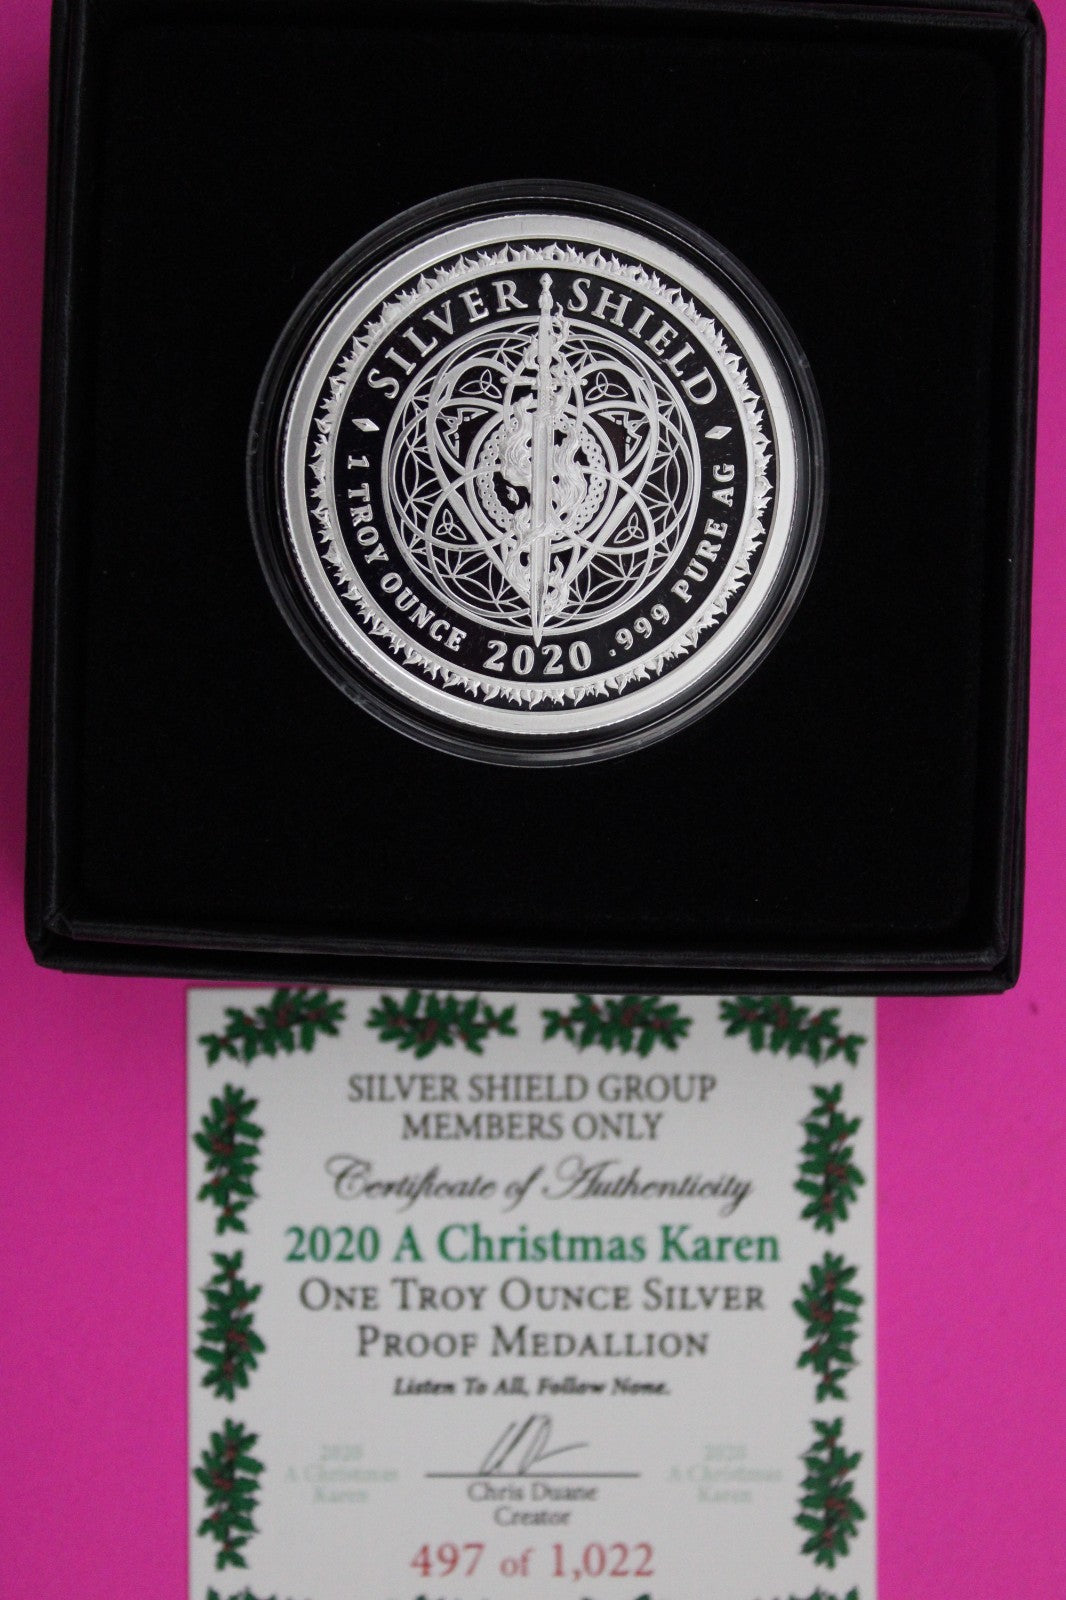 SILVER SHIELD
1 TROY OUNCE 2020 .999 PURE AG
SILVER SHIELD GROUP
MEMBERS ONLY
Certificate of Authenticity
2020 A Christmas Karen
ONE TROY OUNCE SILVER
PROOF MEDALLION
Listen To All, Follow None.
2020
A Christmas
Karen
2020
A Christmas
Karen
Chris Duane
Creator
497 of 1,022